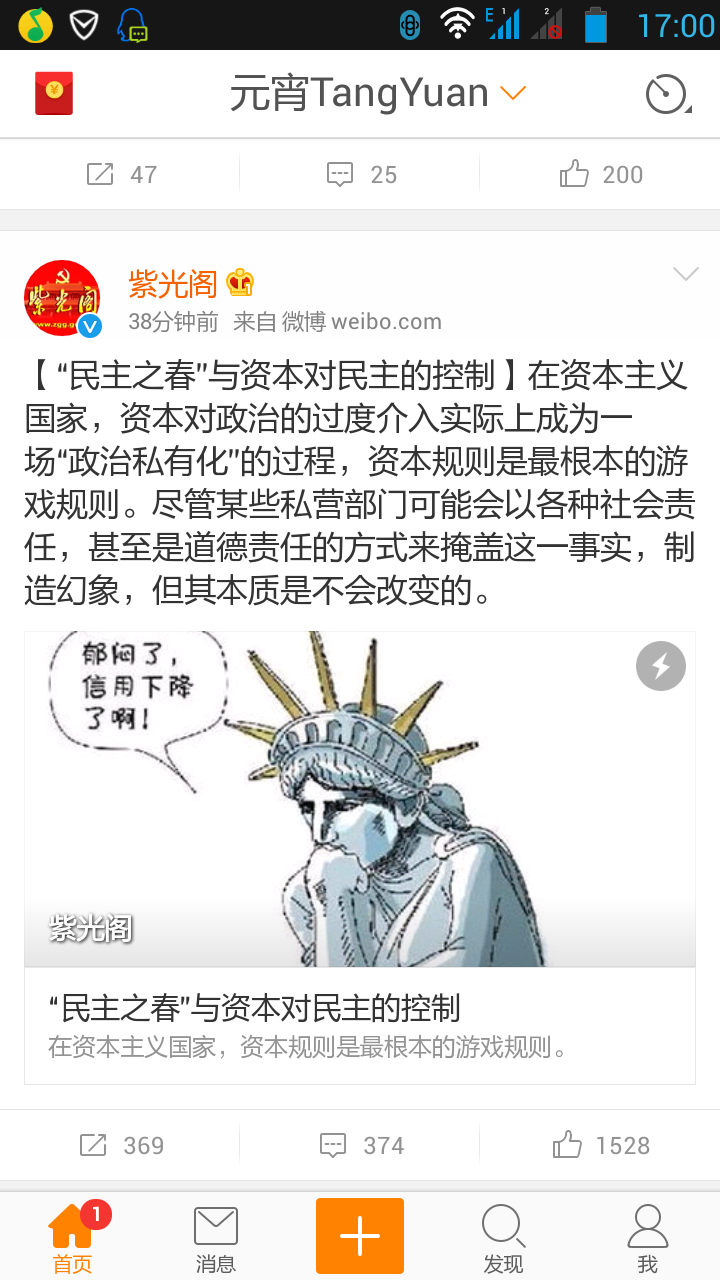 E 1 2 17:00
元宵TangYuan
47 25 200
紫光阁
紫光阁
38分钟前 来自 微博 weibo.com
【“民主之春”与资本对民主的控制】在资本主义
国家，资本对政治的过度介入实际上成为一
场“政治私有化”的过程，资本规则是最根本的游
戏规则。尽管某些私营部门可能会以各种社会责
任，甚至是道德责任的方式来掩盖这一事实，制
造幻象，但其本质是不会改变的。
郁闷了，
信用下降
了啊！
紫光阁
“民主之春”与资本对民主的控制
在资本主义国家，资本规则是最根本的游戏规则。
369 374 1528
1
首页 消息 发现 我